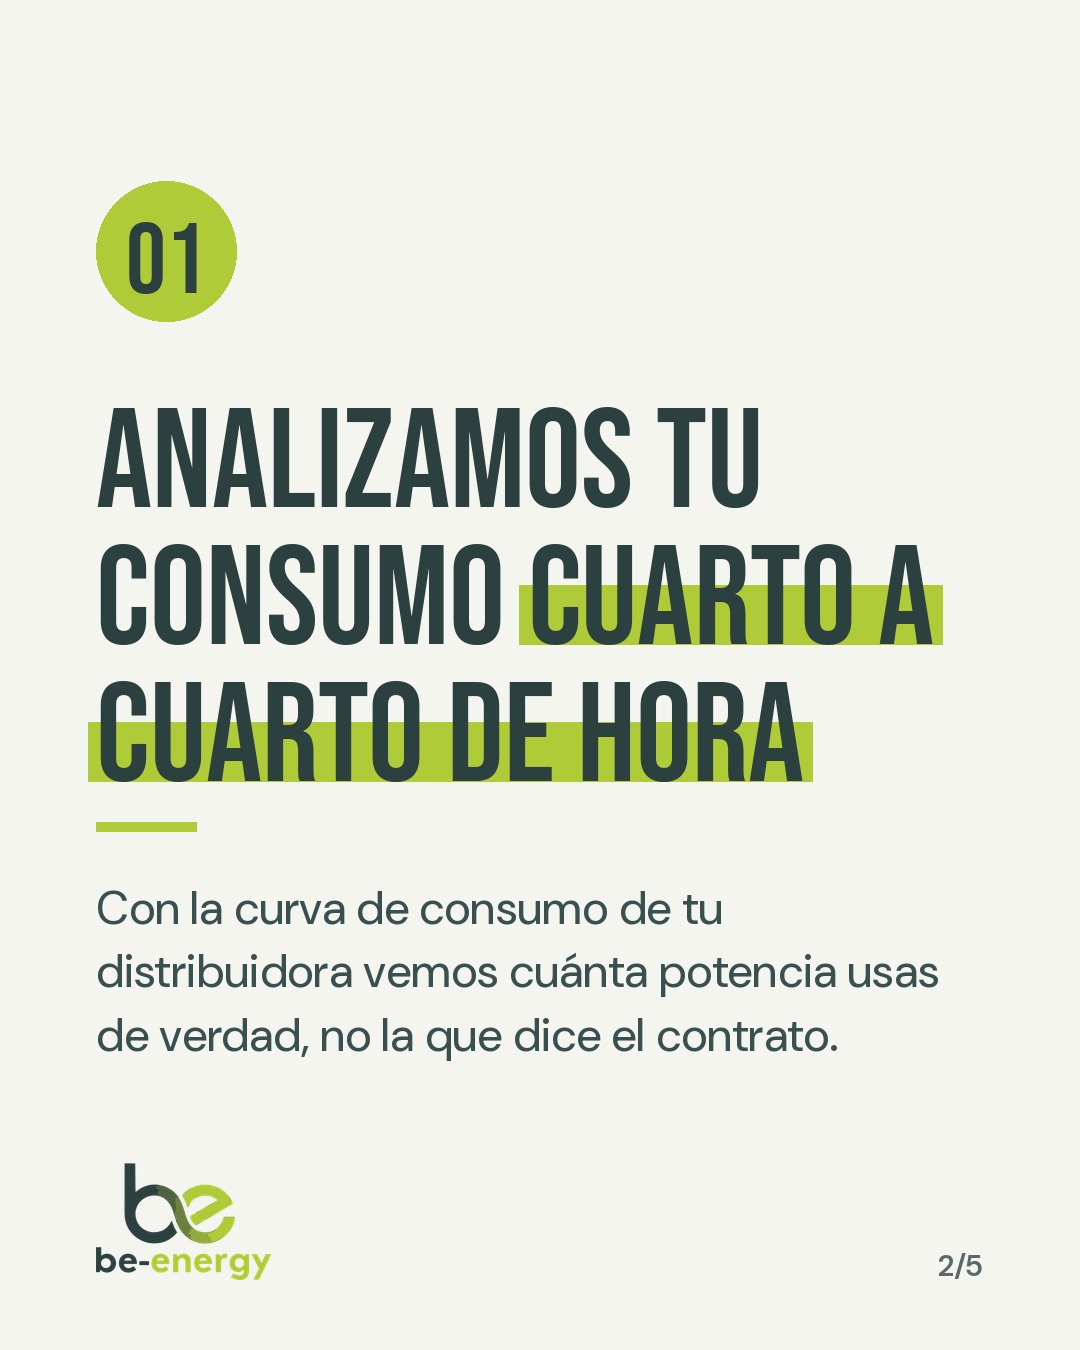 01
ANALIZAMOS TU
CONSUMO CUARTO A
CUARTO DE HORA
Con la curva de consumo de tu
distribuidora vemos cuánta potencia usas
de verdad, no la que dice el contrato.
be
be-energy
2/5